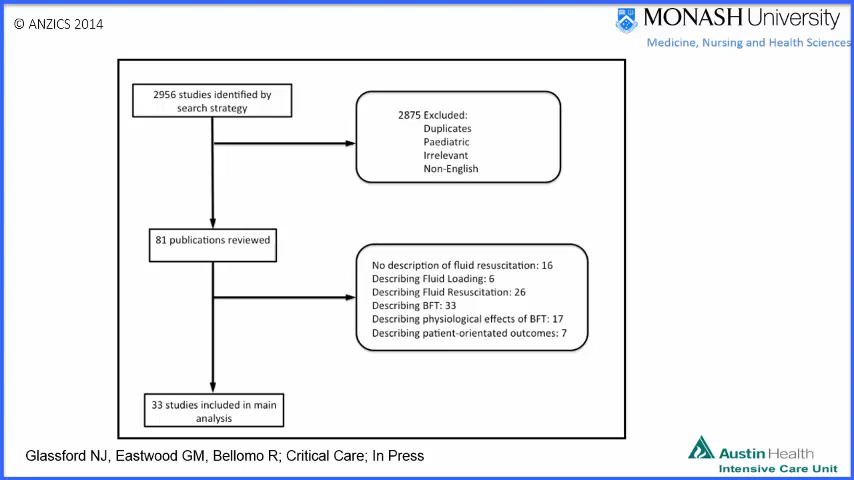 © ANZICS 2014
MONASH University
Medicine, Nursing and Health Sciences
2956 studies identified by
search strategy
2875 Excluded:
Duplicates
Paediatric
Irrelevant
Non-English
81 publications reviewed
No description of fluid resuscitation: 16
Describing Fluid Loading: 6
Describing Fluid Resuscitation: 26
Describing BFT: 33
Describing physiological effects of BFT: 17
Describing patient-orientated outcomes: 7
33 studies included in main
analysis
Glassford NJ, Eastwood GM, Bellomo R; Critical Care; In Press
Austin Health
Intensive Care Unit